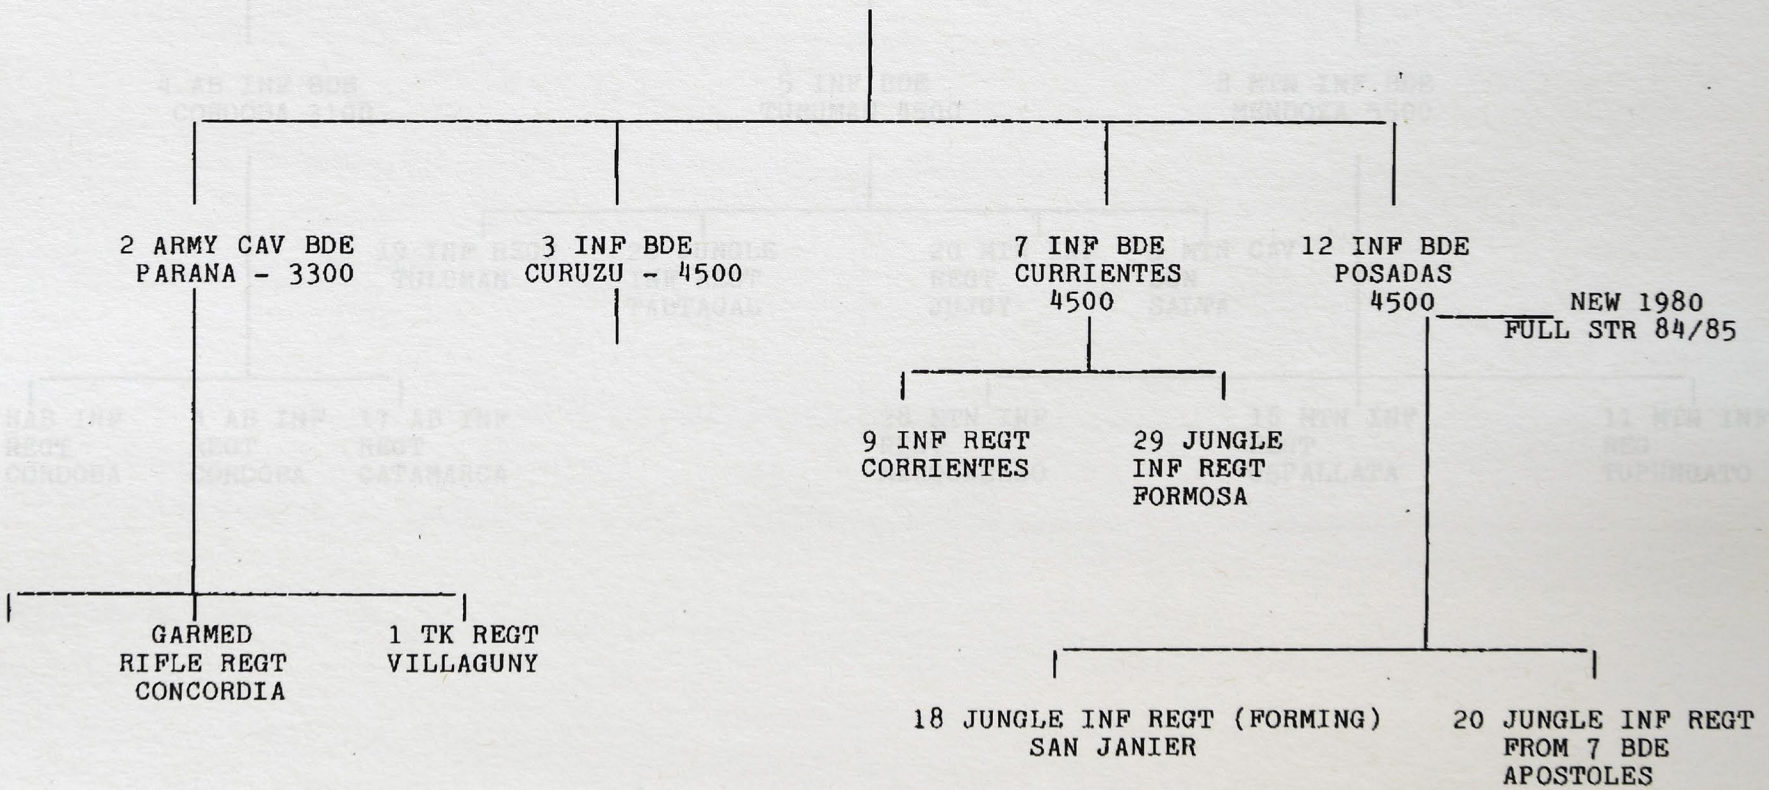 2 ARMY CAV BDE
PARANA - 3300
3 INF BDE
CURUZU - 4500
7 INF BDE
CURRIENTES
4500
12 INF BDE
POSADAS
4500
NEW 1980
FULL STR 84/85
9 INF REGT
CORRIENTES
29 JUNGLE
INF REGT
FORMOSA
GARMED
RIFLE REGT
CONCORDIA
1 TK REGT
VILLAGUNY
18 JUNGLE INF REGT (FORMING)
SAN JANIER
20 JUNGLE INF REGT
FROM 7 BDE
APOSTOLES